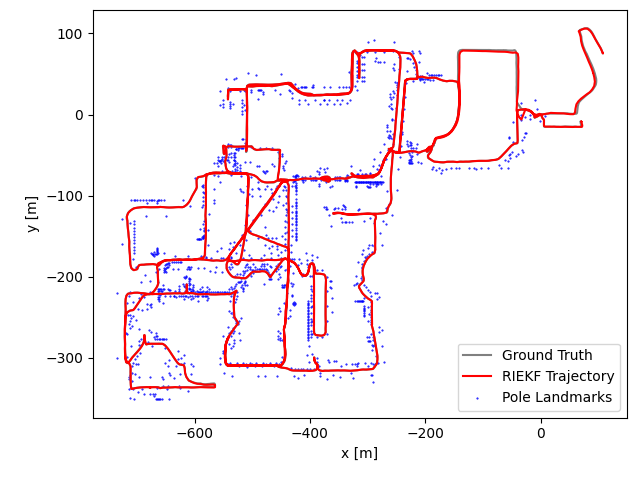 100
0
−100
−200
−300
y [m]
−600
−400
−200
0
x [m]
Ground Truth
RIEKF Trajectory
Pole Landmarks